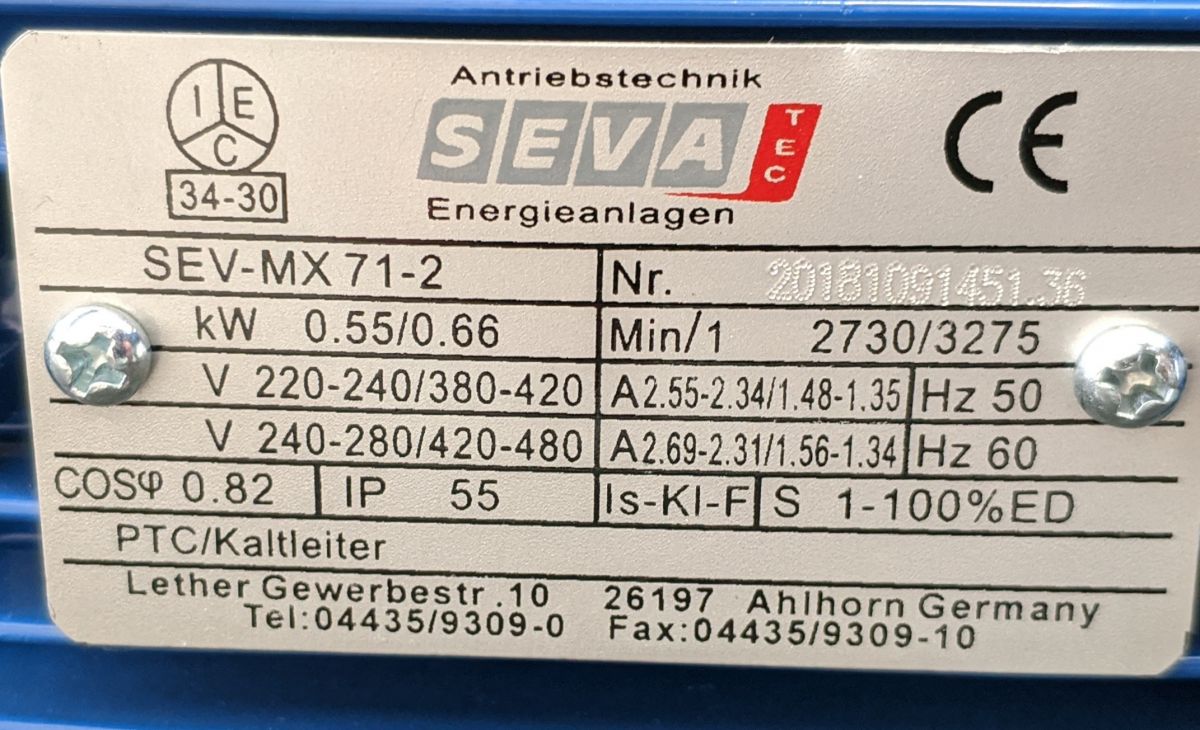 I E C
34-30
Antriebstechnik
SEVA TEC
Energieanlagen
CE
SEV-MX 71-2 Nr. 20181091451.36
kW 0.55/0.66 Min/1 2730/3275
V 220-240/380-420 A2.55-2.34/1.48-1.35 Hz 50
V 240-280/420-480 A2.69-2.31/1.56-1.34 Hz 60
COSφ 0.82 IP 55 Is-Kl-F S 1-100%ED
PTC/Kaltleiter
Lether Gewerbestr.10 26197 Ahlhorn Germany
Tel:04435/9309-0 Fax:04435/9309-10